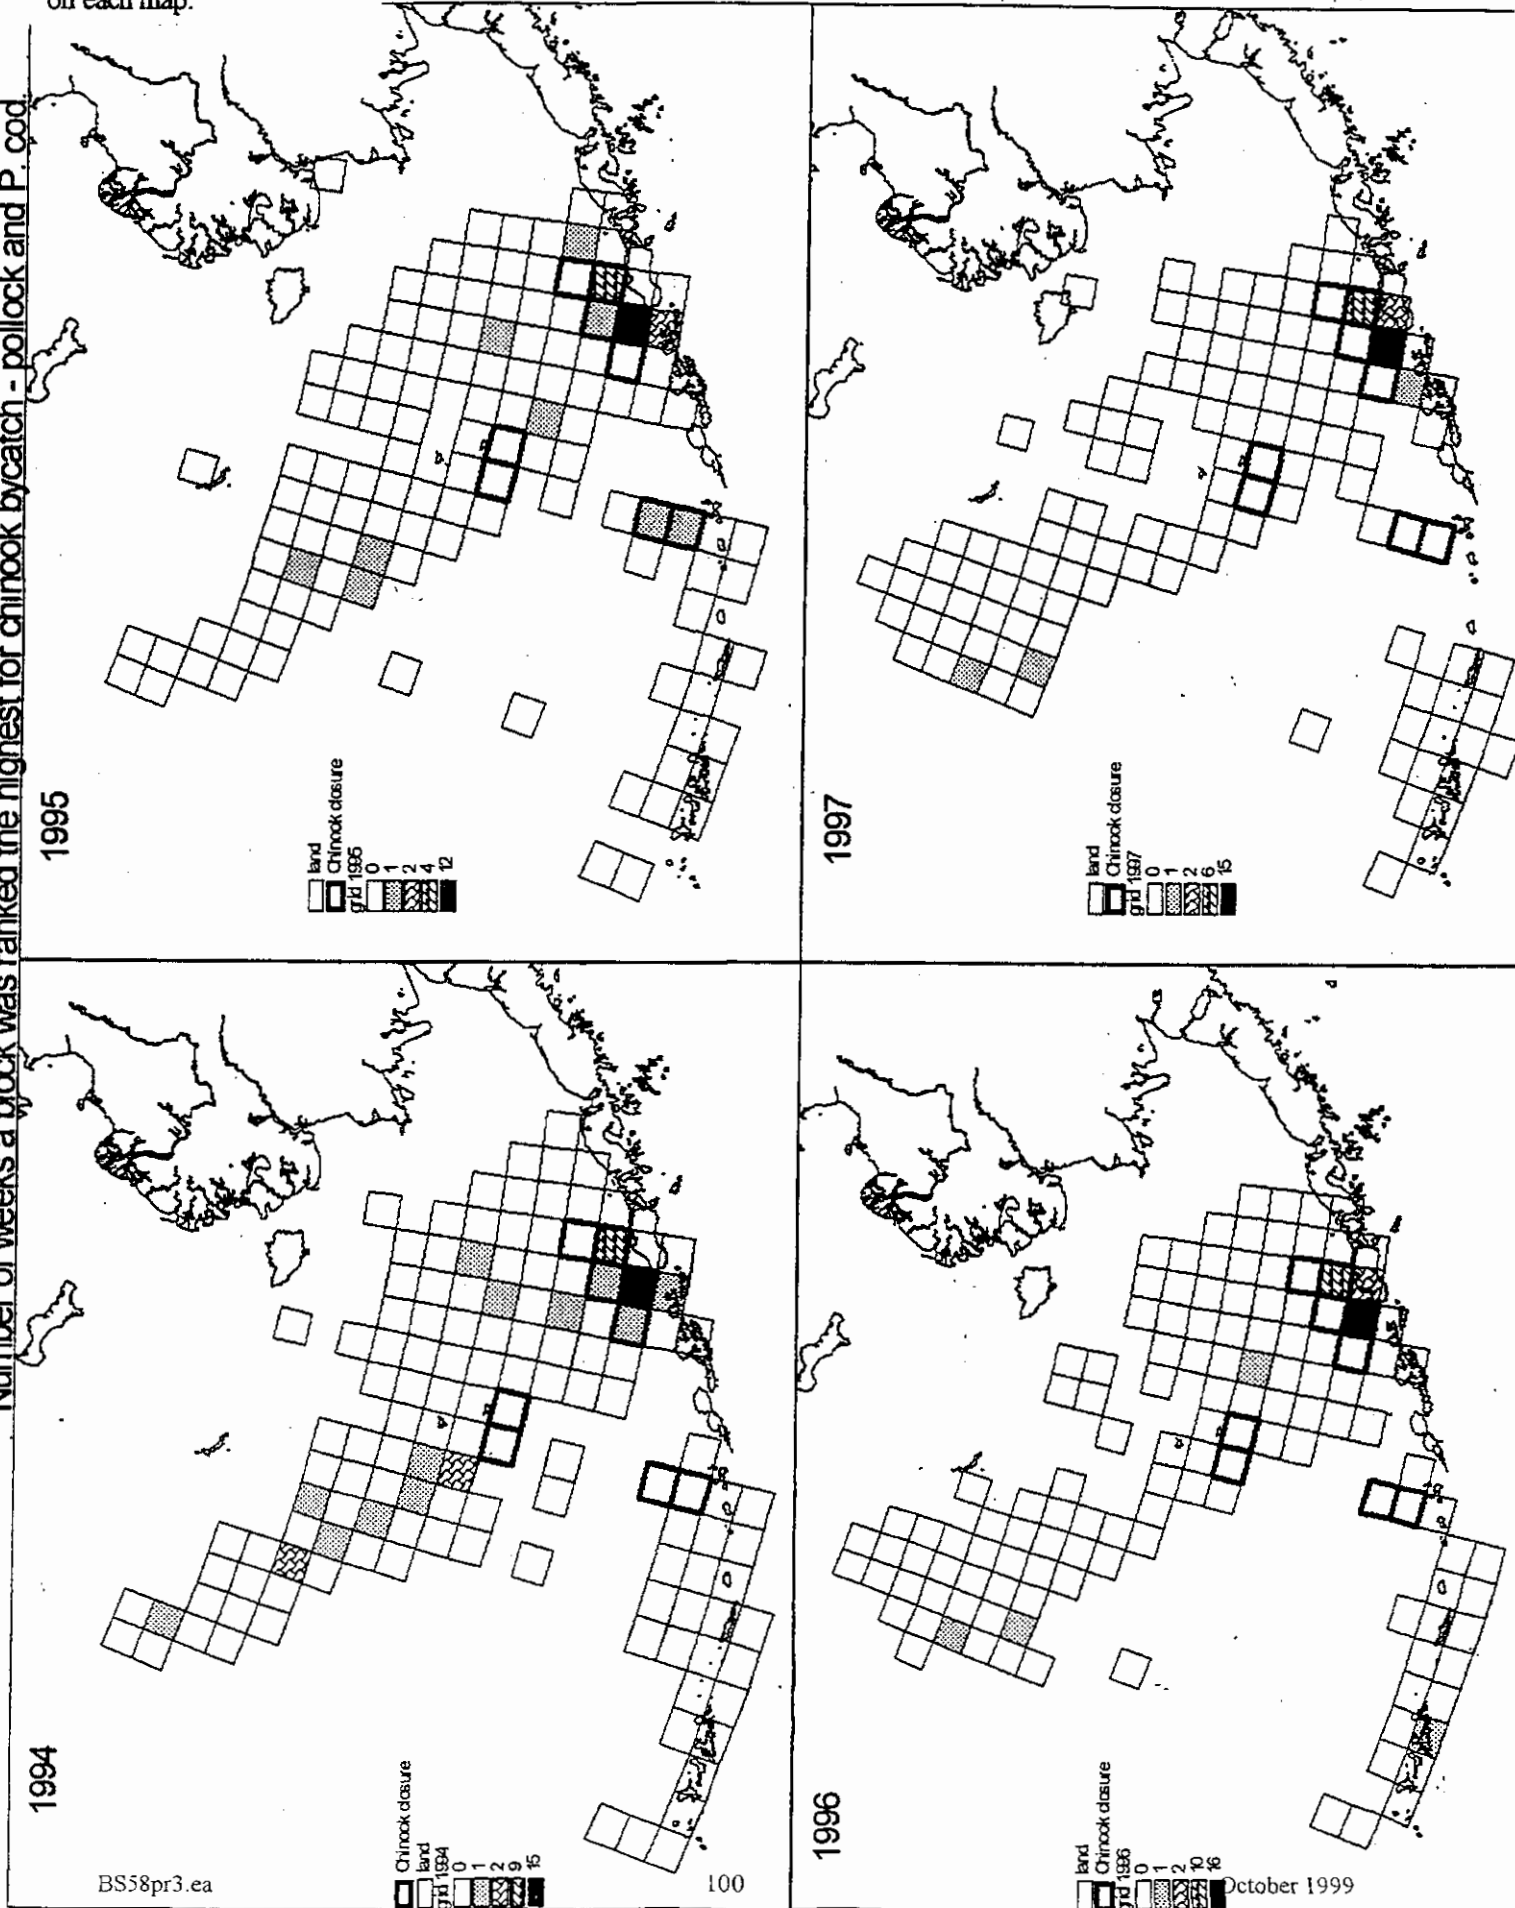 on each map.
Number of weeks a block was ranked the highest for chinook bycatch - pollock and P. cod.
1995
land
Chinook closure
grid 1995
0
1
2
4
12
1997
land
Chinook closure
grid 1997
0
1
2
6
15
1994
Chinook closure
land
grid 1994
0
1
2
9
15
1996
land
Chinook closure
grid 1996
0
1
2
10
16
BS58pr3.ea
100
October 1999